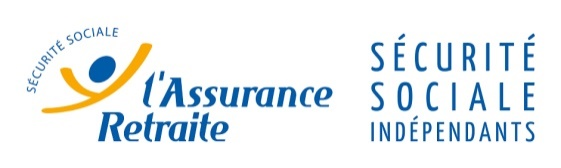 SÉCURITÉ SOCIALE
l'Assurance
Retraite
SÉCURITÉ
SOCIALE
INDÉPENDANTS